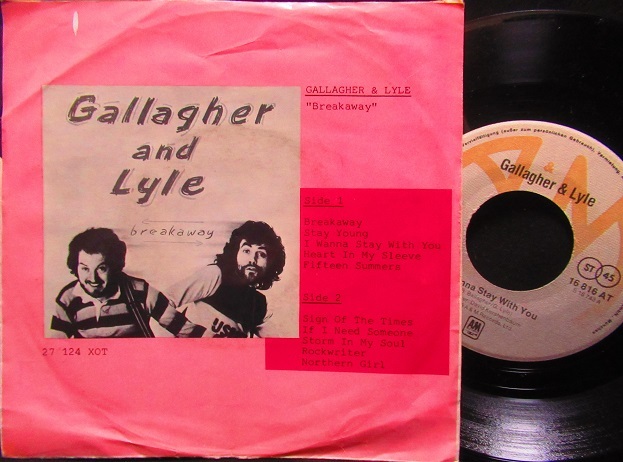 Gallagher
and
Lyle
breakaway
27 124 XOT
GALLAGHER & LYLE
"Breakaway"
Side 1
Breakaway
Stay Young
I Wanna Stay With You
Heart In My Sleeve
Fifteen Summers
Side 2
Sign Of The Times
If I Need Someone
Storm In My Soul
Rockwriter
Northern Girl
Gallagher & Lyle
ST 45
16 816 AT
nna Stay With You
AM